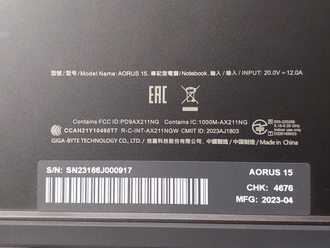 型號/型号/Model Name: AORUS 15, 筆記型電腦/Notebook, 輸入/输入/INPUT: 20.0V⎓12.0A
EAC
Contains FCC ID:PD9AX211NG Contains IC: 1000M-AX211NG
CCAH21Y10490T7 R-C-INT-AX211NGW CMIIT ID: 2023AJ1803
GIGA-BYTE TECHNOLOGY CO., LTD. / 技嘉科技股份有限公司 / 中國製造 / 中国制造 / Made in China
S/N: SN23166J000917
AORUS 15
CHK: 4676
MFG: 2023-04